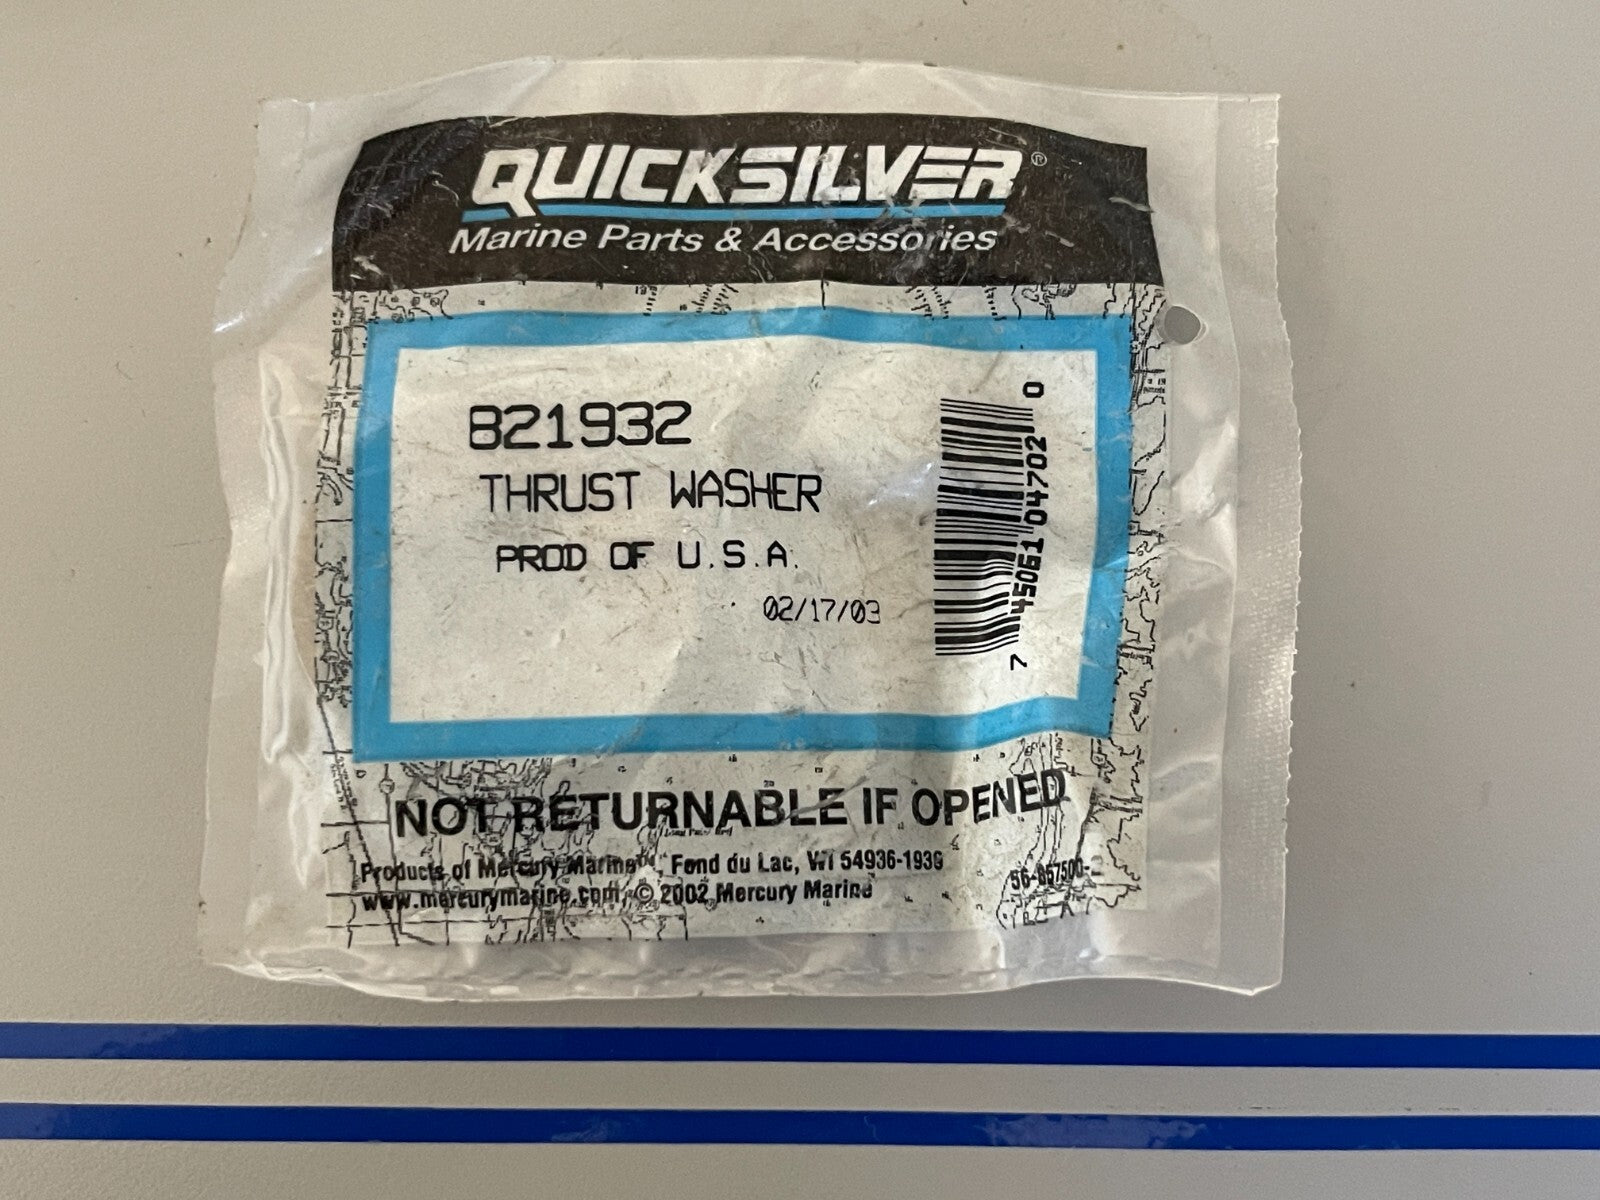 QUICKSILVER®
Marine Parts & Accessories
821932
THRUST WASHER
PROD OF U.S.A.
02/17/03
7 45061 04702 0
NOT RETURNABLE IF OPENED
Products of Mercury Marine, Fond du Lac, WI 54936-1936
www.mercurymarine.com, © 2002 Mercury Marine